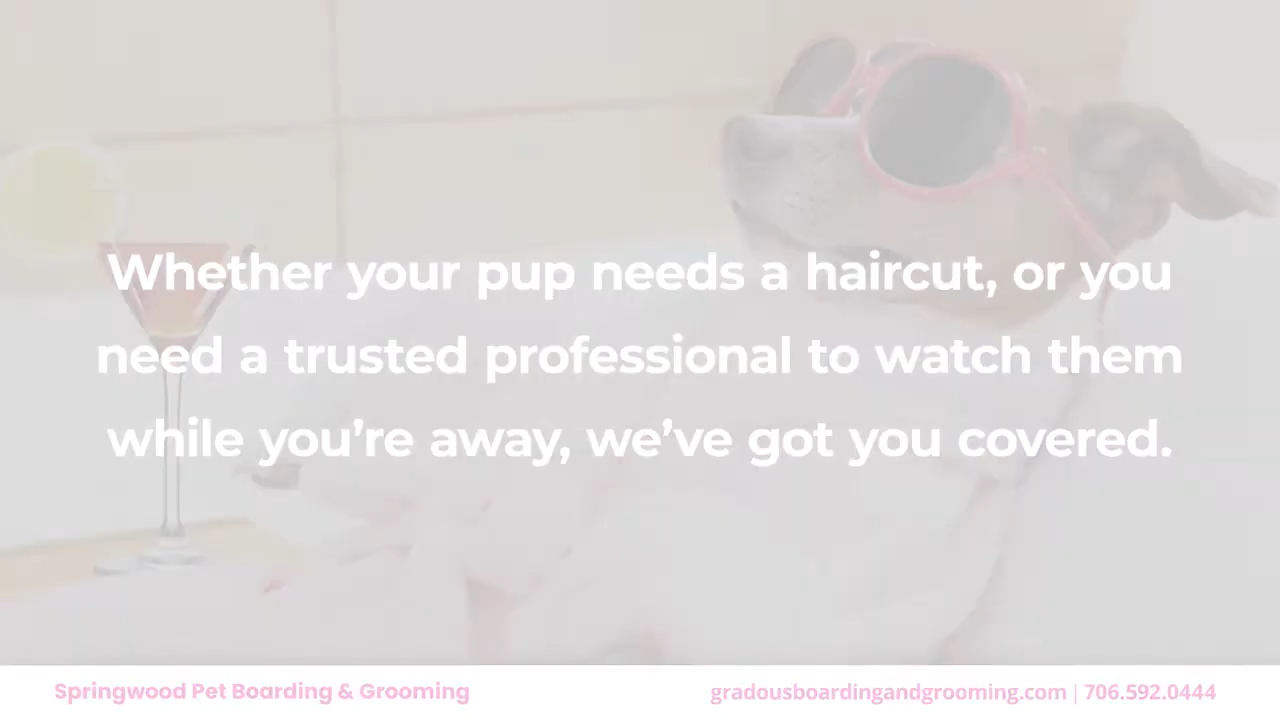 Whether your pup needs a haircut, or you
need a trusted professional to watch them
while you’re away, we’ve got you covered.
Springwood Pet Boarding & Grooming
gradousboardingandgrooming.com | 706.592.0444